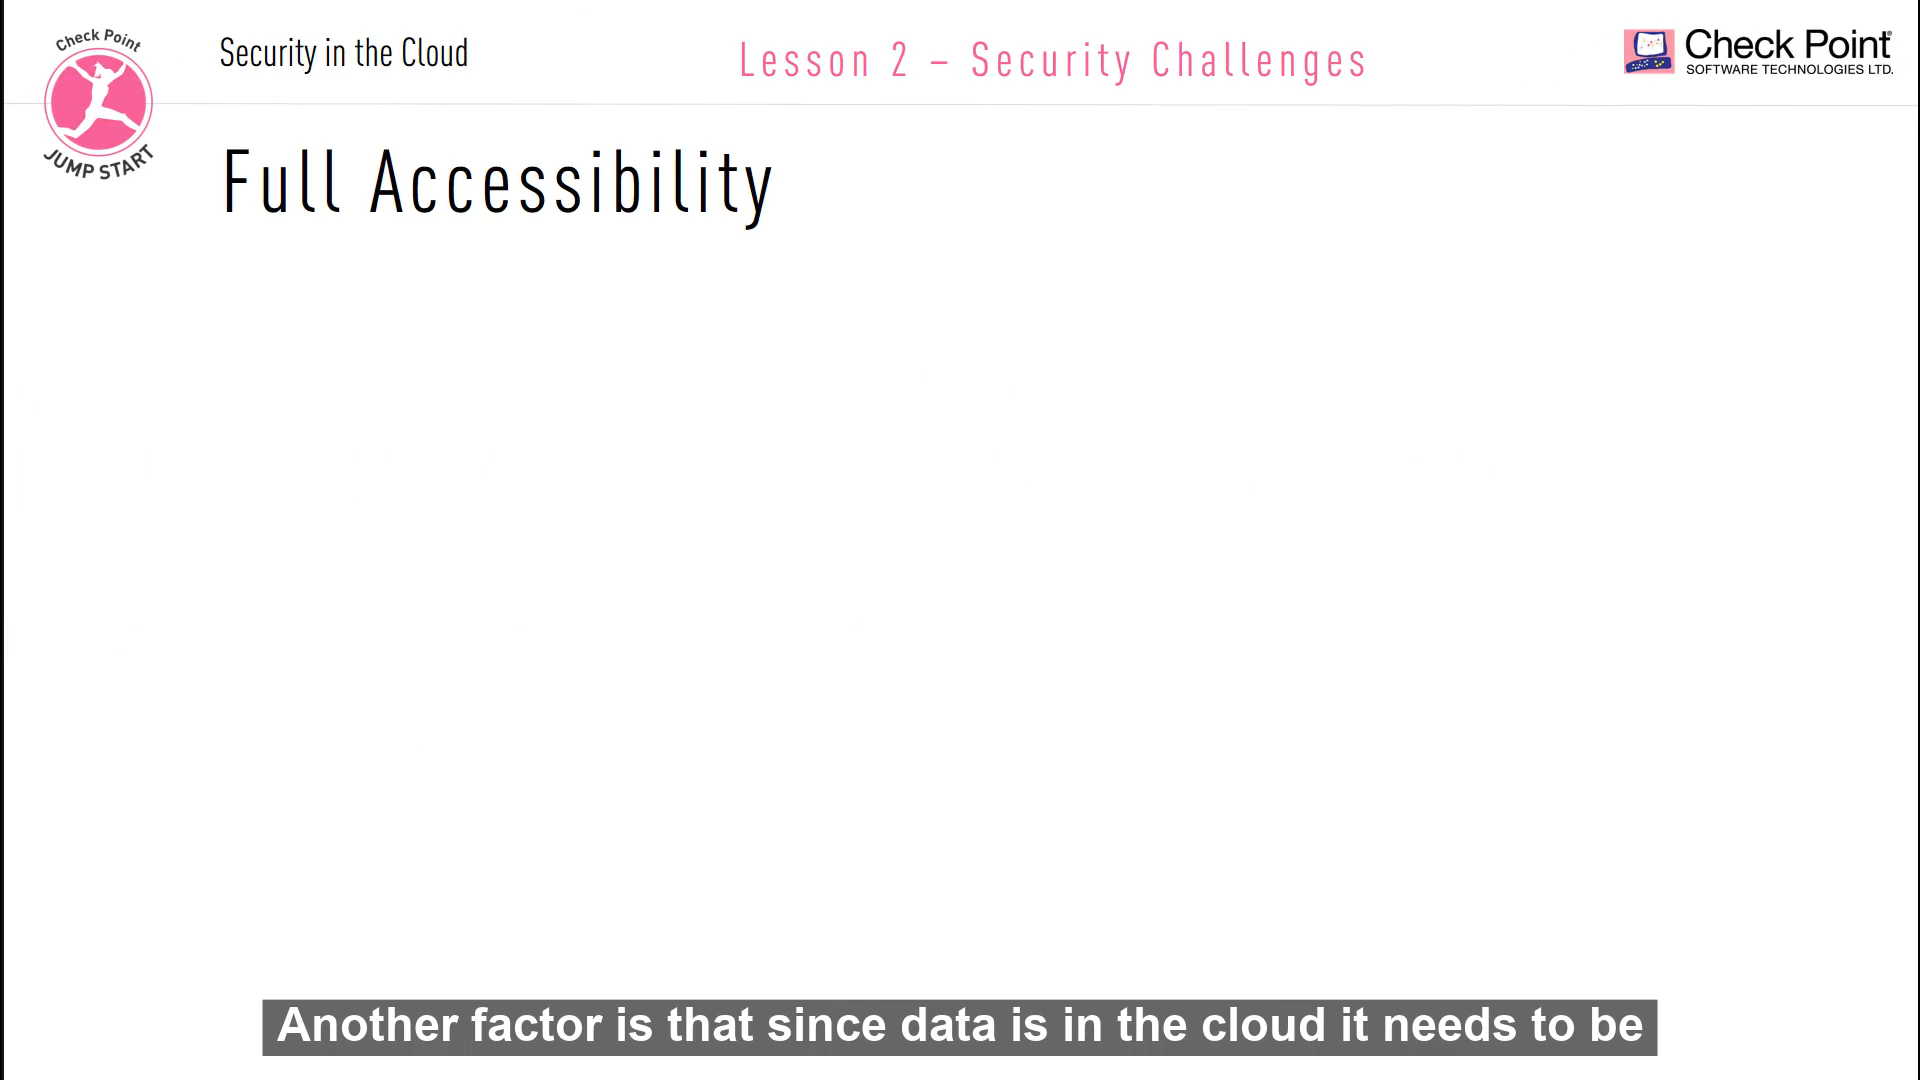 Check Point
JUMP START
Security in the Cloud
Lesson 2 – Security Challenges
Check Point®
SOFTWARE TECHNOLOGIES LTD.
Full Accessibility
Another factor is that since data is in the cloud it needs to be